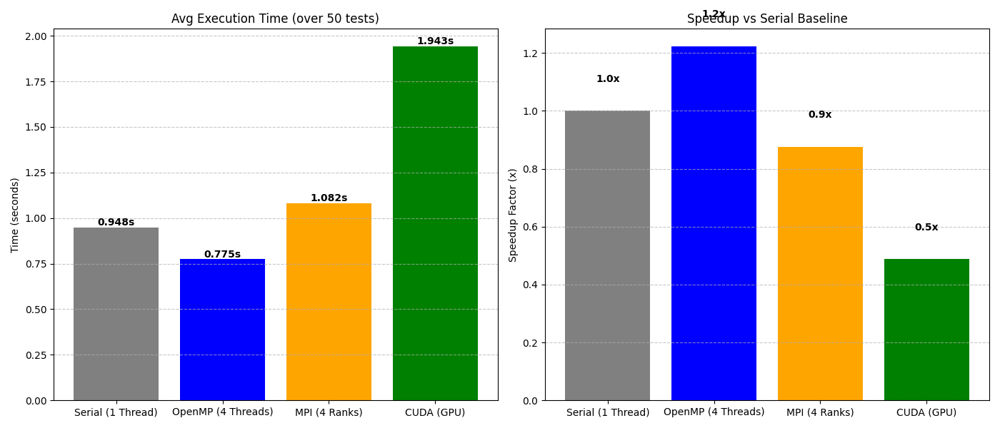 Avg Execution Time (over 50 tests)
Time (seconds)
2.00
1.75
1.50
1.25
1.00
0.75
0.50
0.25
0.00
0.948s
0.775s
1.082s
1.943s
Serial (1 Thread)
OpenMP (4 Threads)
MPI (4 Ranks)
CUDA (GPU)
Speedup vs Serial Baseline
Speedup Factor (x)
1.2
1.0
0.8
0.6
0.4
0.2
0.0
1.0x
1.2x
0.9x
0.5x
Serial (1 Thread)
OpenMP (4 Threads)
MPI (4 Ranks)
CUDA (GPU)